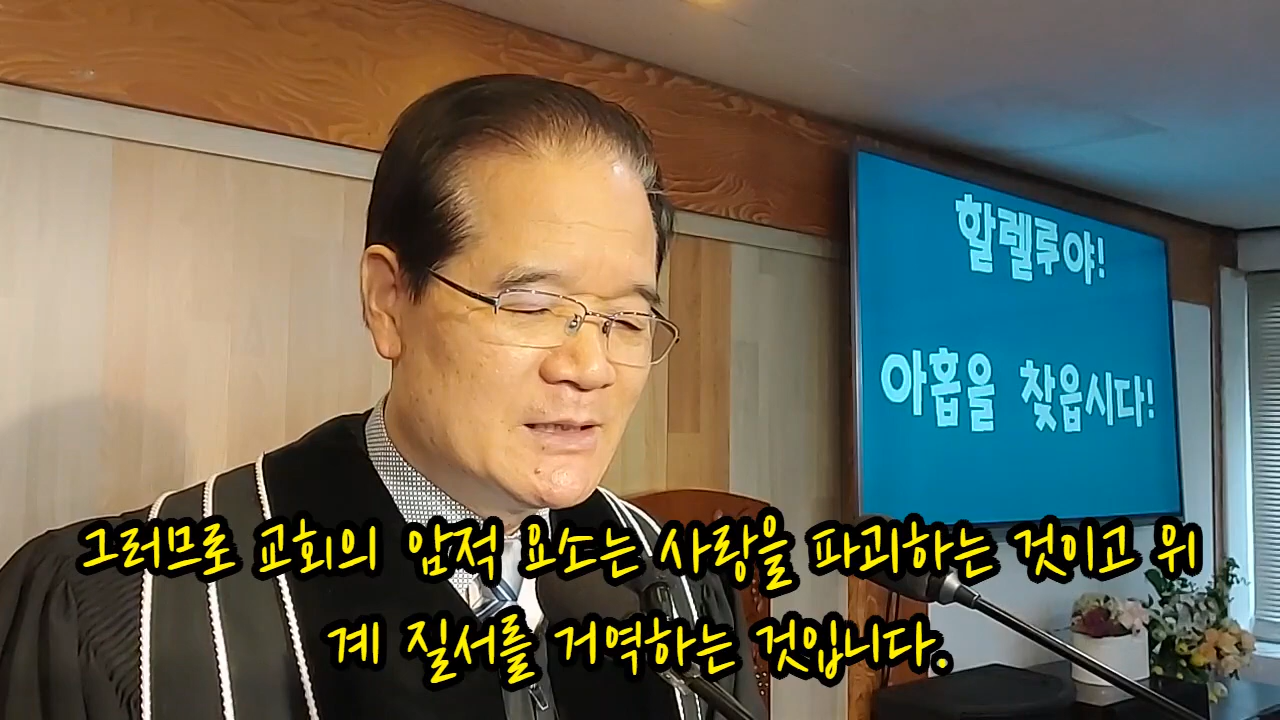 할렐루야!
아홉을 찾읍시다!
그러므로 교회의 암적 요소는 사랑을 파괴하는 것이고 위
계 질서를 거역하는 것입니다.